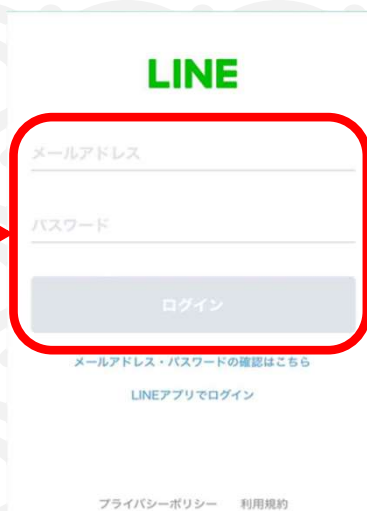 LINE
メールアドレス
パスワード
ログイン
メールアドレス・パスワードの確認はこちら
LINEアプリでログイン
プライバシーポリシー 利用規約